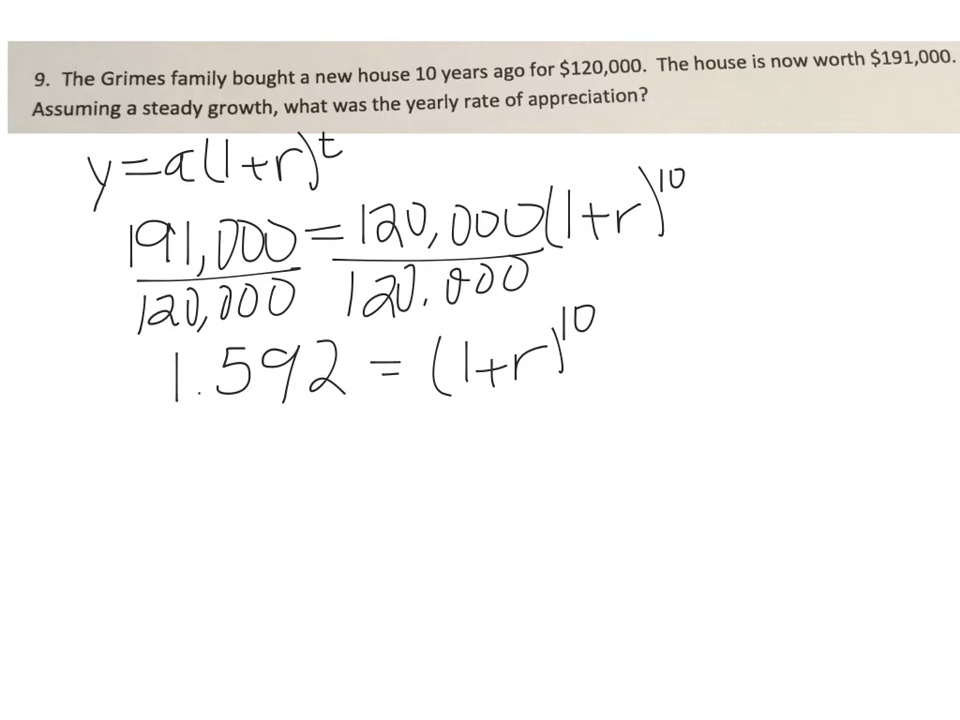 9. The Grimes family bought a new house 10 years ago for $120,000. The house is now worth $191,000.
Assuming a steady growth, what was the yearly rate of appreciation?
y=a(1+r)^t
191,000=120,000(1+r)^10
120,000 120.000
1.592 = (1+r)^10